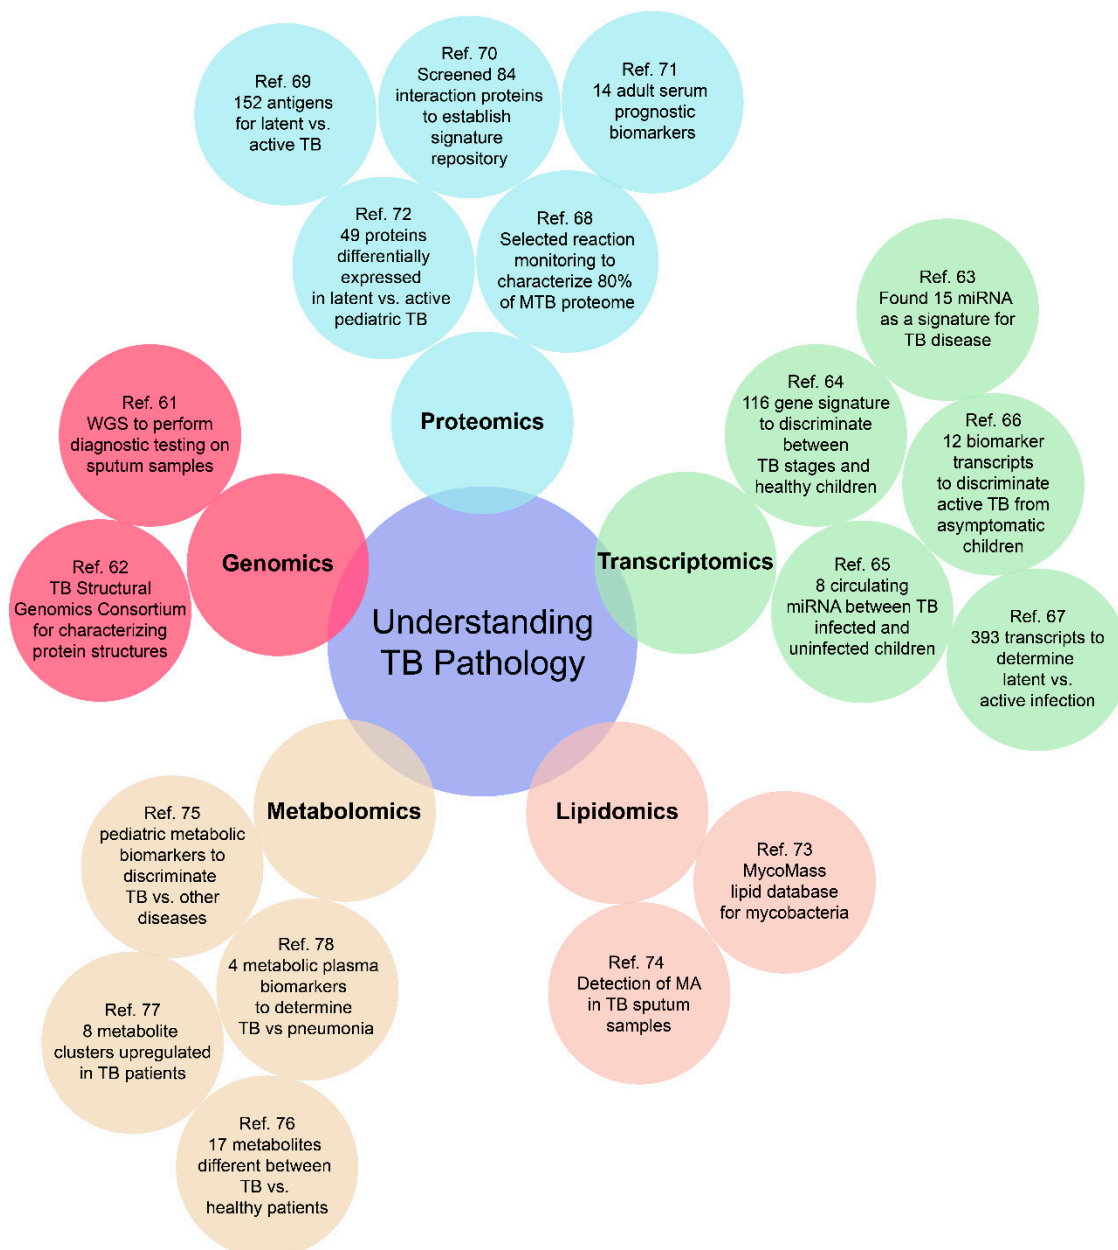 Ref. 69
152 antigens
for latent vs.
active TB
Ref. 70
Screened 84
interaction proteins
to establish
signature
repository
Ref. 71
14 adult serum
prognostic
biomarkers
Ref. 72
49 proteins
differentially
expressed
in latent vs. active
pediatric TB
Ref. 68
Selected reaction
monitoring to
characterize 80%
of MTB proteome
Proteomics
Ref. 63
Found 15 miRNA
as a signature for
TB disease
Ref. 64
116 gene signature
to discriminate
between
TB stages and
healthy children
Ref. 66
12 biomarker
transcripts
to discriminate
active TB from
asymptomatic
children
Ref. 65
8 circulating
miRNA between TB
infected and
uninfected children
Ref. 67
393 transcripts to
determine
latent vs.
active infection
Transcriptomics
Ref. 61
WGS to perform
diagnostic testing on
sputum samples
Ref. 62
TB Structural
Genomics Consortium
for characterizing
protein structures
Genomics
Understanding
TB Pathology
Metabolomics
Ref. 75
pediatric metabolic
biomarkers to
discriminate
TB vs. other
diseases
Ref. 78
4 metabolic plasma
biomarkers
to determine
TB vs pneumonia
Ref. 77
8 metabolite
clusters upregulated
in TB patients
Ref. 76
17 metabolites
different between
TB vs.
healthy patients
Lipidomics
Ref. 73
MycoMass
lipid database
for mycobacteria
Ref. 74
Detection of MA
in TB sputum
samples